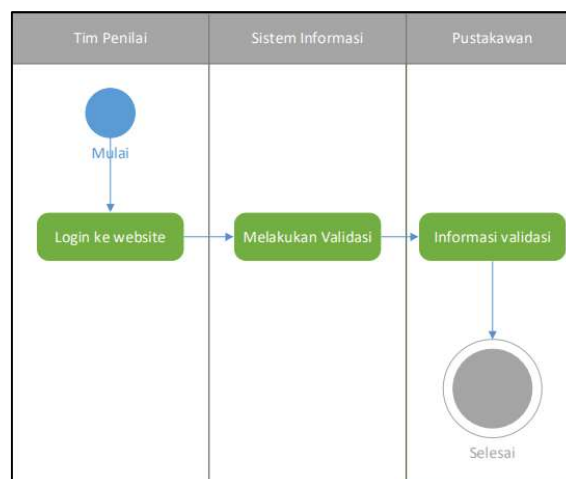 Tim Penilai
Sistem Informasi
Pustakawan
Mulai
Login ke website
Melakukan Validasi
Informasi validasi
Selesai